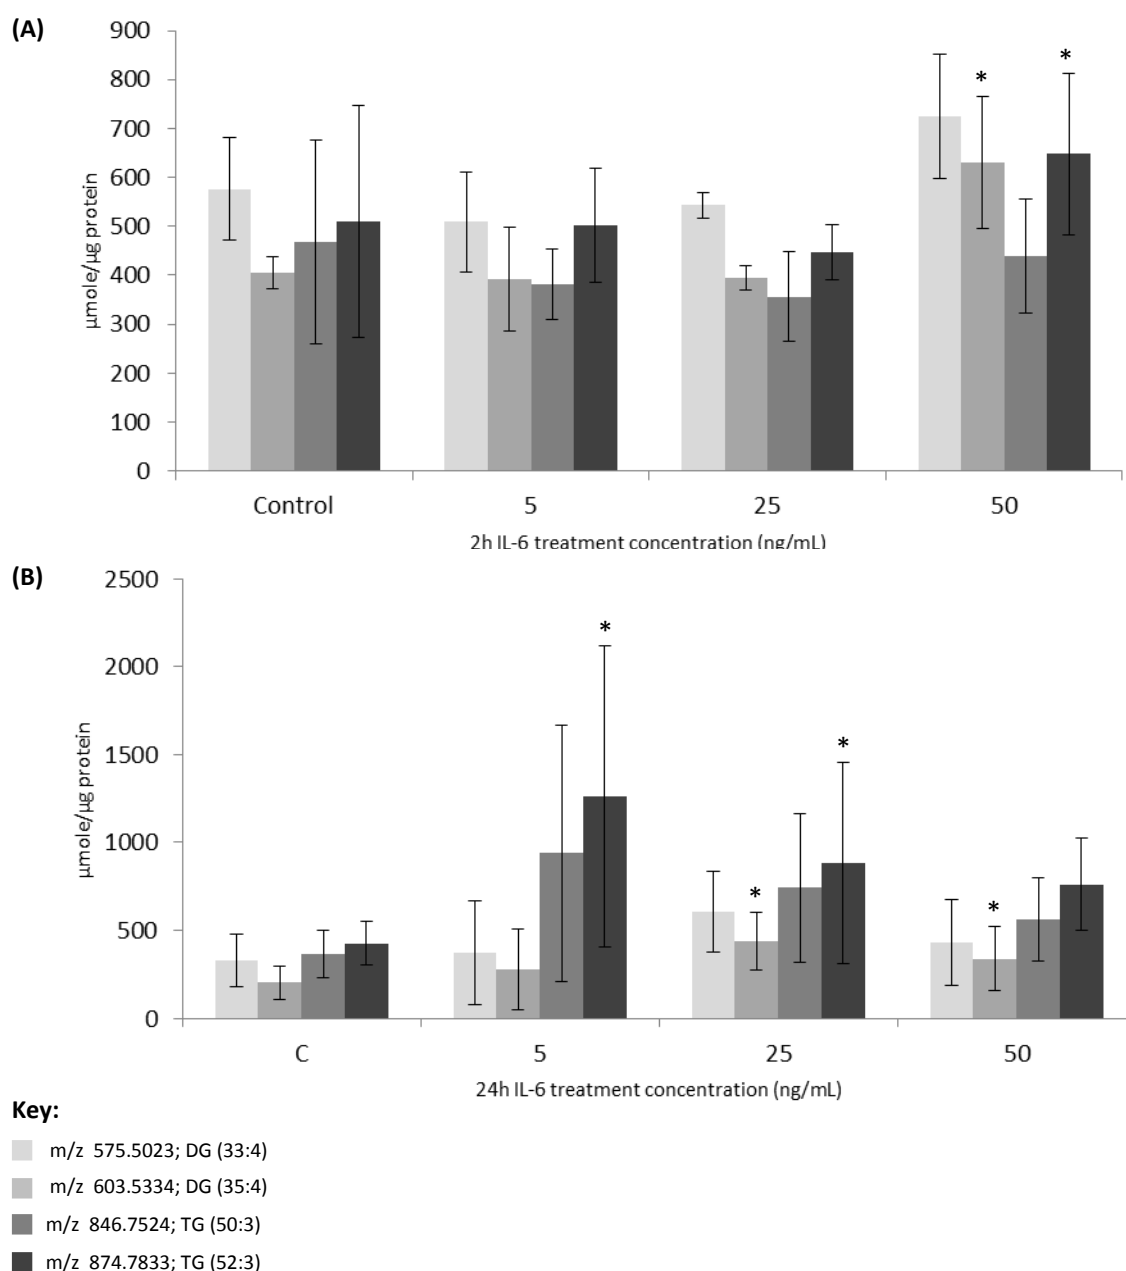 (A)
900
800
700
600
500
400
300
200
100
0
µmole/µg protein
* *
Control 5 25 50
2h IL-6 treatment concentration (ng/mL)
(B)
2500
2000
1500
1000
500
0
µmole/µg protein
* * * *
C 5 25 50
24h IL-6 treatment concentration (ng/mL)
Key:
m/z 575.5023; DG (33:4)
m/z 603.5334; DG (35:4)
m/z 846.7524; TG (50:3)
m/z 874.7833; TG (52:3)